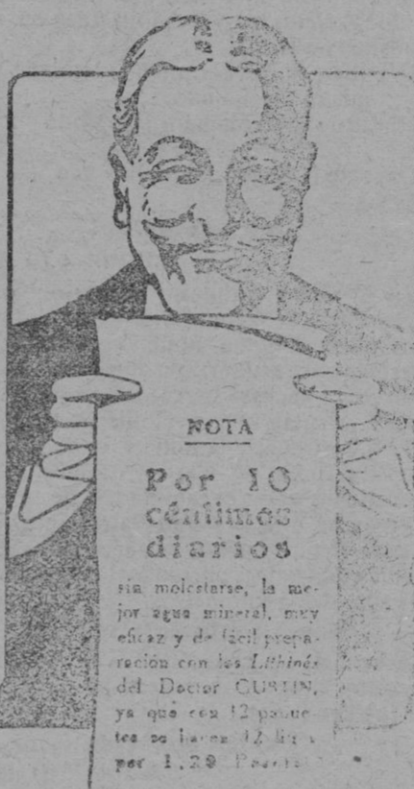 NOTA
Por 10
céntimos
diarios
sin molestarse, la me-
jor agua mineral, muy
eficaz y de fácil prepa-
ración con los Lithinés
del Doctor GUSTIN,
ya que con 12 paque-
tes se hacen 12 litros
por 1,20